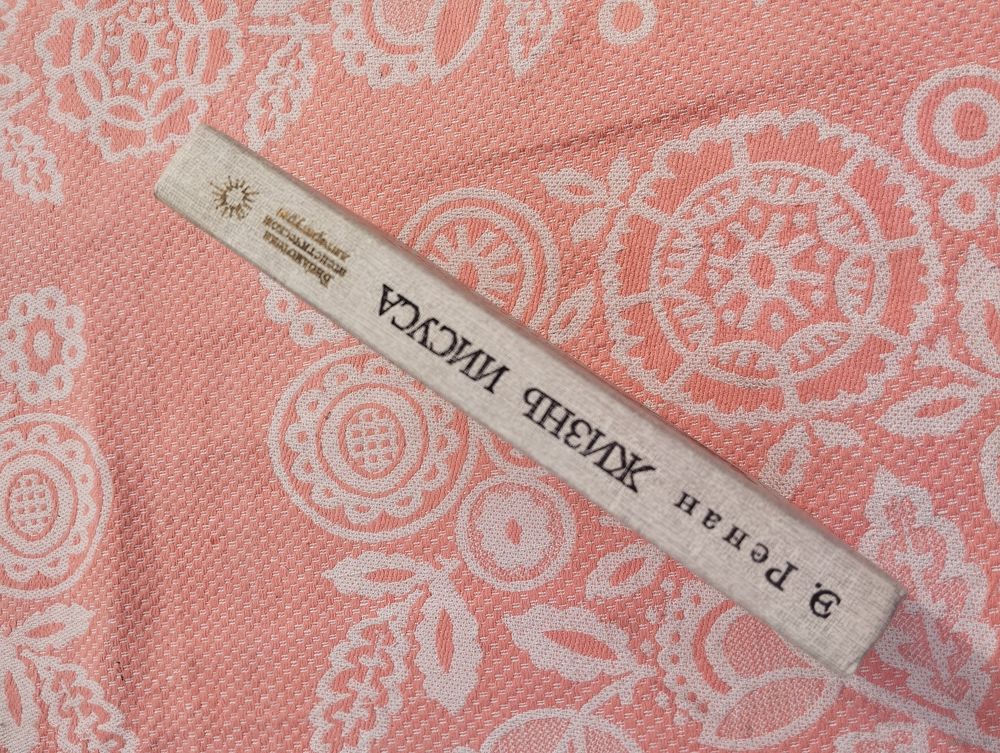 Э. Ренан ЖИЗНЬ ИИСУСА
Библиотека
атеистической
литературы